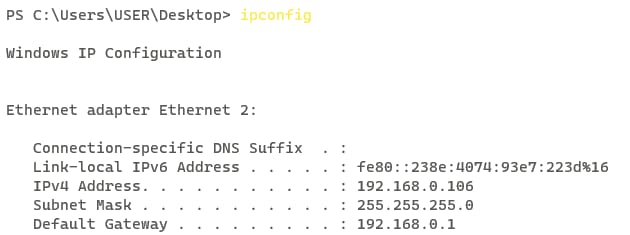 PS C:\Users\USER\Desktop> ipconfig
Windows IP Configuration
Ethernet adapter Ethernet 2:
Connection-specific DNS Suffix  . :
Link-local IPv6 Address . . . . . : fe80::238e:4074:93e7:223d%16
IPv4 Address. . . . . . . . . . . : 192.168.0.106
Subnet Mask . . . . . . . . . . . : 255.255.255.0
Default Gateway . . . . . . . . . : 192.168.0.1